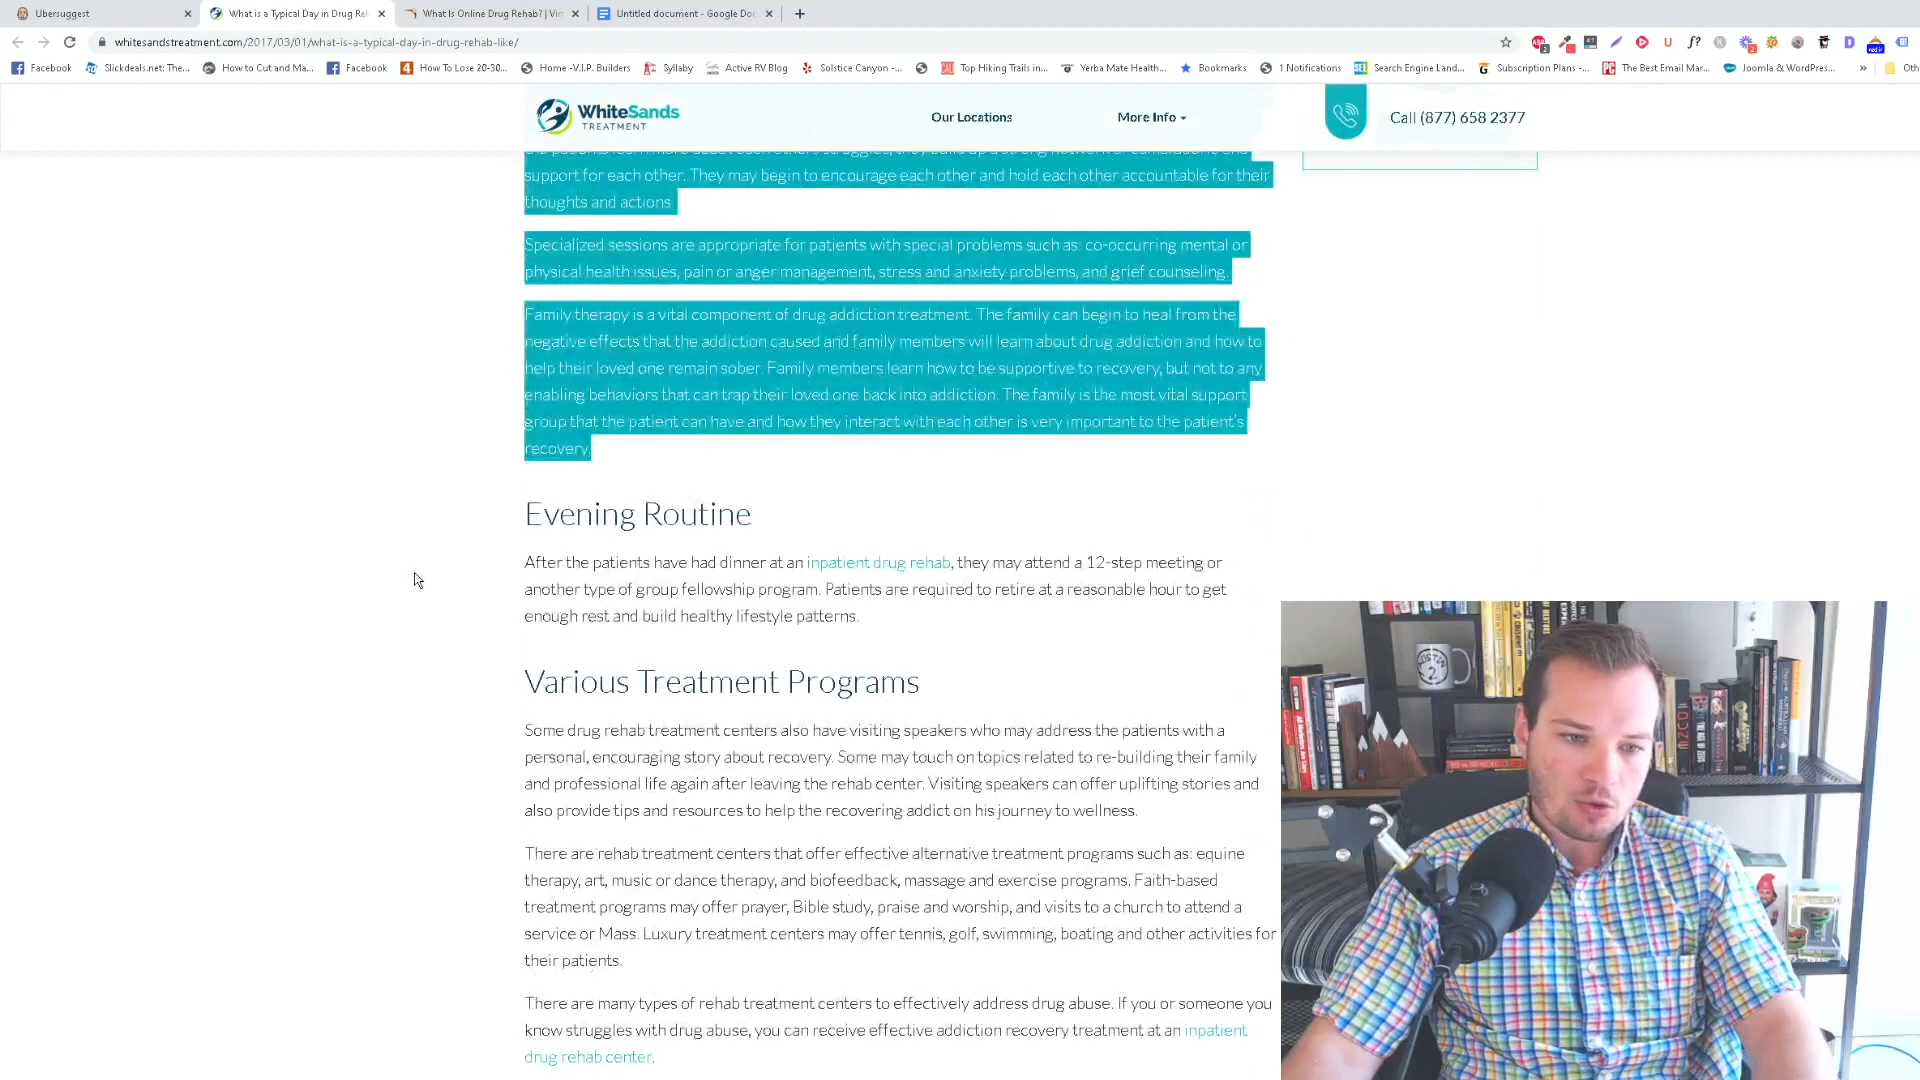 Ubersuggest
What is a Typical Day in Drug Reh
What Is Online Drug Rehab? | Vir
Untitled document - Google Doc
whitesandstreatment.com/2017/03/01/what-is-a-typical-day-in-drug-rehab-like/
Facebook
Slickdeals.net: The...
How to Cut and Ma...
Facebook
How To Lose 20-30...
Home -V.I.P. Builders
Syllaby
Active RV Blog
Solstice Canyon -...
Top Hiking Trails in...
Yerba Mate Health...
Bookmarks
1 Notifications
Search Engine Land...
Subscription Plans -...
The Best Email Mar...
Joomla & WordPres...
»
Oth
WhiteSands
TREATMENT
Our Locations
More Info
Call (877) 658 2377
support for each other. They may begin to encourage each other and hold each other accountable for their
thoughts and actions
Specialized sessions are appropriate for patients with special problems such as: co-occurring mental or
physical health issues, pain or anger management, stress and anxiety problems, and grief counseling.
Family therapy is a vital component of drug addiction treatment. The family can begin to heal from the
negative effects that the addiction caused and family members will learn about drug addiction and how to
help their loved one remain sober. Family members learn how to be supportive to recovery, but not to any
enabling behaviors that can trap their loved one back into addiction. The family is the most vital support
group that the patient can have and how they interact with each other is very important to the patient's
recovery.
Evening Routine
After the patients have had dinner at an inpatient drug rehab, they may attend a 12-step meeting or
another type of group fellowship program. Patients are required to retire at a reasonable hour to get
enough rest and build healthy lifestyle patterns.
Various Treatment Programs
Some drug rehab treatment centers also have visiting speakers who may address the patients with a
personal, encouraging story about recovery. Some may touch on topics related to re-building their family
and professional life again after leaving the rehab center. Visiting speakers can offer uplifting stories and
also provide tips and resources to help the recovering addict on his journey to wellness.
There are rehab treatment centers that offer effective alternative treatment programs such as: equine
therapy, art, music or dance therapy, and biofeedback, massage and exercise programs. Faith-based
treatment programs may offer prayer, Bible study, praise and worship, and visits to a church to attend a
service or Mass. Luxury treatment centers may offer tennis, golf, swimming, boating and other activities for
their patients.
There are many types of rehab treatment centers to effectively address drug abuse. If you or someone you
know struggles with drug abuse, you can receive effective addiction recovery treatment at an inpatient
drug rehab center.